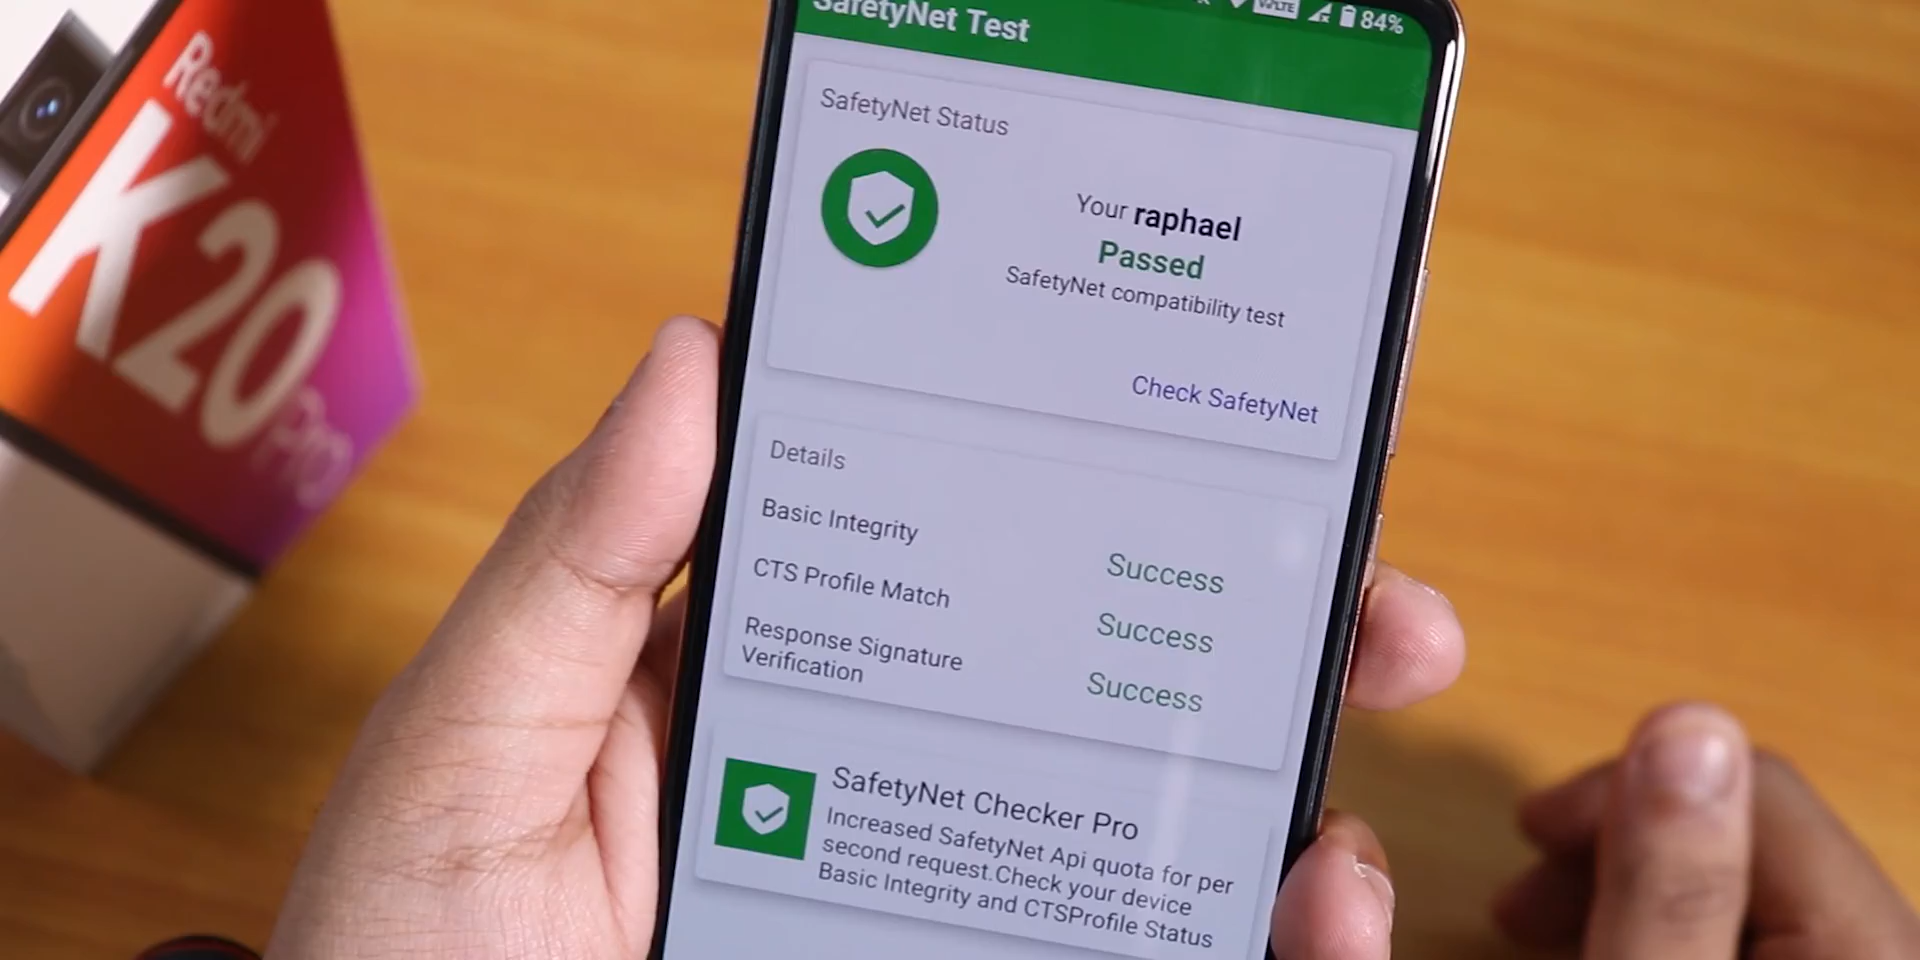 Redmi
K20
Pro
SafetyNet Test
VoLTE
84%
SafetyNet Status
Your raphael
Passed
SafetyNet compatibility test
Check SafetyNet
Details
Basic Integrity
Success
CTS Profile Match
Success
Response Signature
Verification
Success
SafetyNet Checker Pro
Increased SafetyNet Api quota for per
second request.Check your device
Basic Integrity and CTSProfile Status